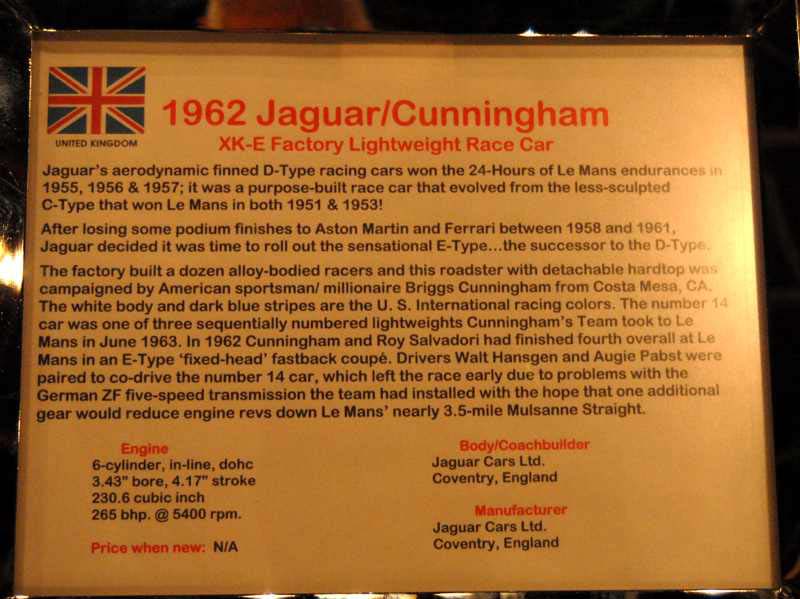 1962 Jaguar/Cunningham
UNITED KINGDOM
XK-E Factory Lightweight Race Car
Jaguar's aerodynamic finned D-Type racing cars won the 24-Hours of Le Mans endurances in
1955, 1956 & 1957; it was a purpose-built race car that evolved from the less-sculpted
C-Type that won Le Mans in both 1951 & 1953!
After losing some podium finishes to Aston Martin and Ferrari between 1958 and 1961,
Jaguar decided it was time to roll out the sensational E-Type...the successor to the D-Type.
The factory built a dozen alloy-bodied racers and this roadster with detachable hardtop was
campaigned by American sportsman/ millionaire Briggs Cunningham from Costa Mesa, CA.
The white body and dark blue stripes are the U. S. International racing colors. The number 14
car was one of three sequentially numbered lightweights Cunningham's Team took to Le
Mans in June 1963. In 1962 Cunningham and Roy Salvadori had finished fourth overall at Le
Mans in an E-Type 'fixed-head' fastback coupé. Drivers Walt Hansgen and Augie Pabst were
paired to co-drive the number 14 car, which left the race early due to problems with the
German ZF five-speed transmission the team had installed with the hope that one additional
gear would reduce engine revs down Le Mans' nearly 3.5-mile Mulsanne Straight.
Engine
6-cylinder, in-line, dohc
3.43" bore, 4.17" stroke
230.6 cubic inch
265 bhp. @ 5400 rpm.
Price when new: N/A
Body/Coachbuilder
Jaguar Cars Ltd.
Coventry, England
Manufacturer
Jaguar Cars Ltd.
Coventry, England